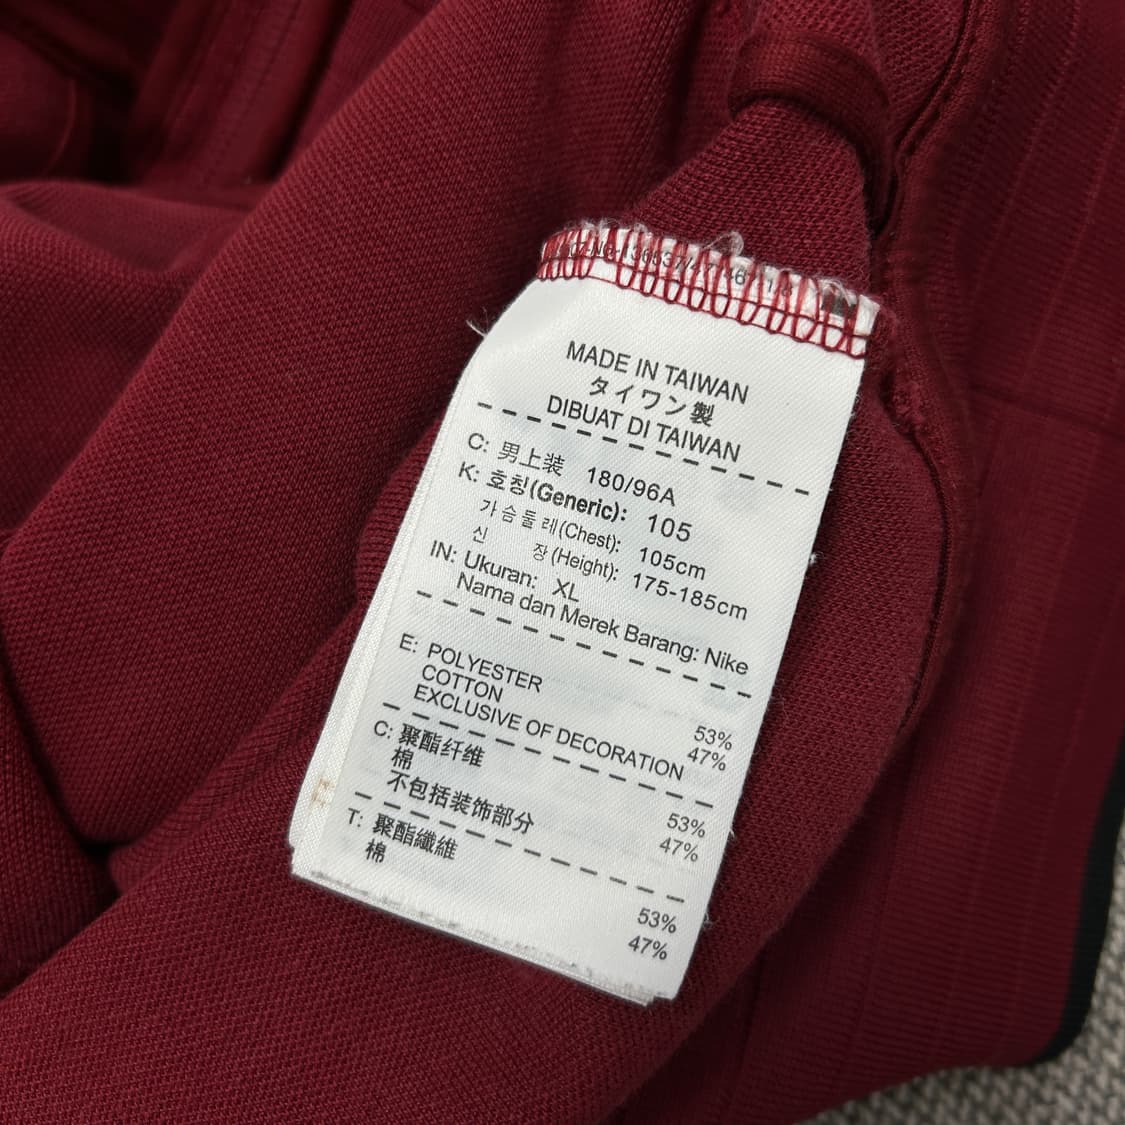 MADE IN TAIWAN
タイワン製
DIBUAT DI TAIWAN
C: 男上装 180/96A
K: 호칭(Generic): 105
가슴둘레(Chest): 105cm
신 장(Height): 175-185cm
IN: Ukuran: XL
Nama dan Merek Barang: Nike
E: POLYESTER 53%
COTTON 47%
EXCLUSIVE OF DECORATION
C: 聚酯纤维 53%
棉 47%
不包括装饰部分
T: 聚酯纖維 53%
棉 47%